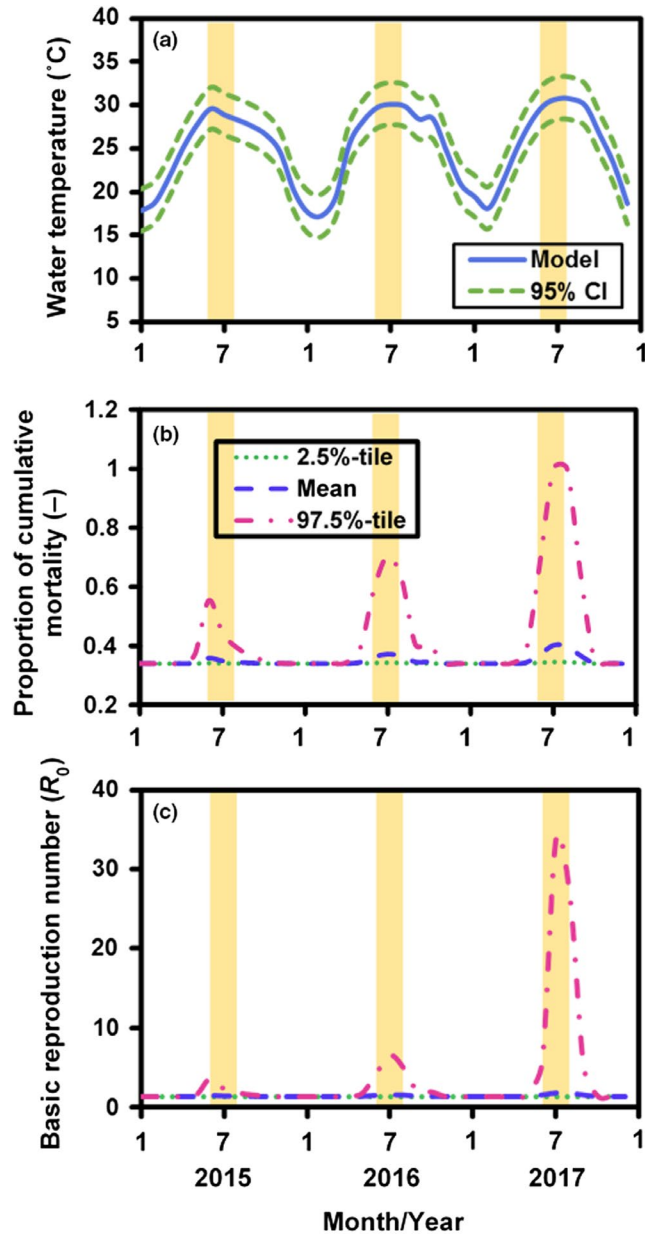 (a)
Water temperature (˚C)
40
35
30
25
20
15
10
5
Model
95% CI
1 7 1 7 1 7 1
(b)
Proportion of cumulative
mortality (–)
1.2
1
0.8
0.6
0.4
0.2
2.5%-tile
Mean
97.5%-tile
1 7 1 7 1 7 1
(c)
Basic reproduction number (R0)
40
30
20
10
0
1 7 1 7 1 7 1
2015 2016 2017
Month/Year